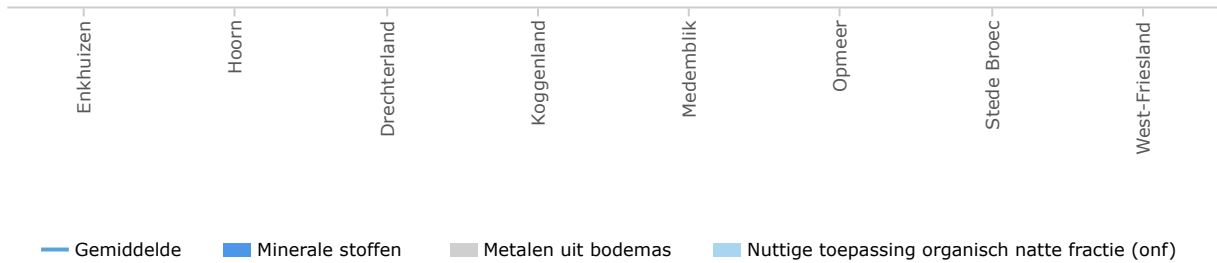 Enkhuizen
Hoorn
Drechterland
Koggenland
Medemblik
Opmeer
Stede Broec
West-Friesland
Gemiddelde Minerale stoffen Metalen uit bodemas Nuttige toepassing organisch natte fractie (onf)